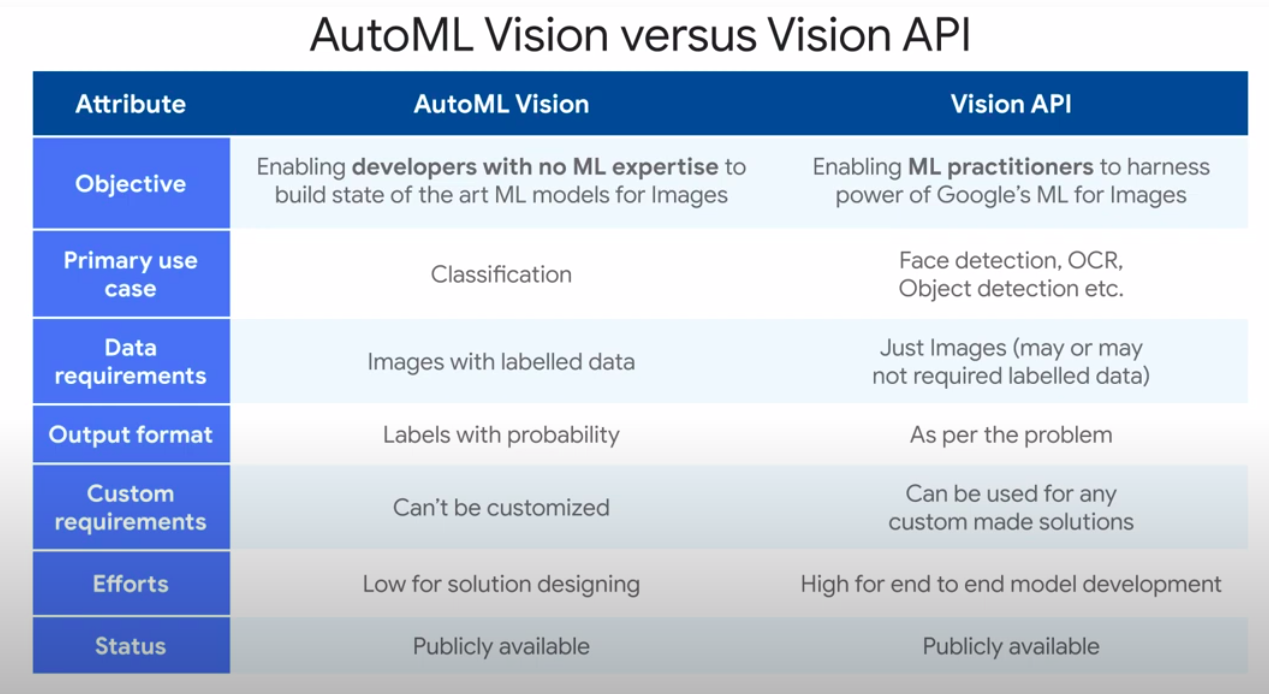 AutoML Vision versus Vision API
Attribute
AutoML Vision
Vision API
Objective
Enabling developers with no ML expertise to
build state of the art ML models for Images
Enabling ML practitioners to harness
power of Google's ML for Images
Primary use
case
Classification
Face detection, OCR,
Object detection etc.
Data
requirements
Images with labelled data
Just Images (may or may
not required labelled data)
Output format
Labels with probability
As per the problem
Custom
requirements
Can't be customized
Can be used for any
custom made solutions
Efforts
Low for solution designing
High for end to end model development
Status
Publicly available
Publicly available